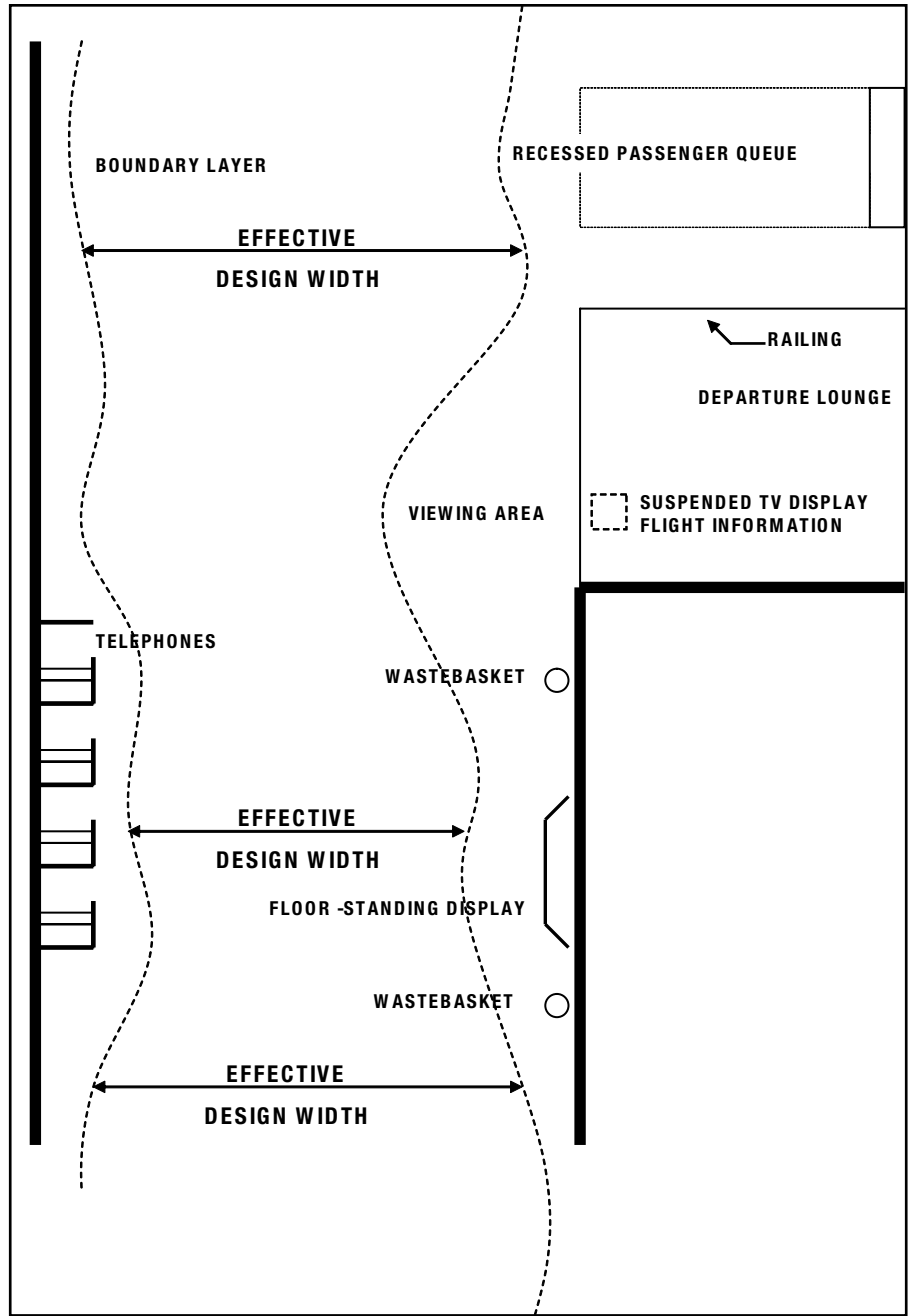 RECESSED PASSENGER QUEUE
BOUNDARY LAYER
EFFECTIVE
DESIGN WIDTH
RAILING
DEPARTURE LOUNGE
VIEWING AREA
SUSPENDED TV DISPLAY
FLIGHT INFORMATION
TELEPHONES
WASTEBASKET
EFFECTIVE
DESIGN WIDTH
FLOOR -STANDING DISPLAY
WASTEBASKET
EFFECTIVE
DESIGN WIDTH